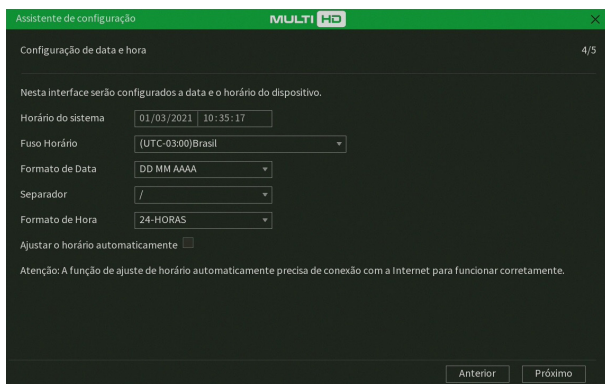 Assistente de configuração MULTI HD
Configuração de data e hora 4/5
Nesta interface serão configurados a data e o horário do dispositivo.
Horário do sistema 01/03/2021 10:35:17
Fuso Horário (UTC-03:00)Brasil
Formato de Data DD MM AAAA
Separador /
Formato de Hora 24-HORAS
Ajustar o horário automaticamente
Atenção: A função de ajuste de horário automaticamente precisa de conexão com a Internet para funcionar corretamente.
Anterior Próximo